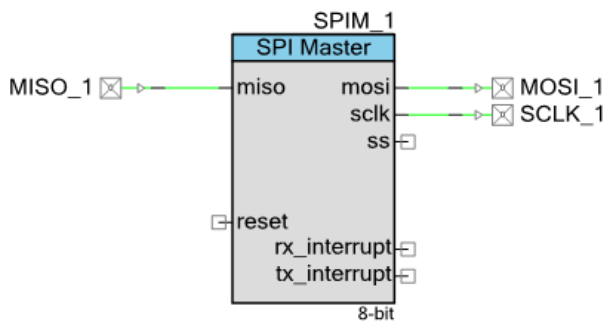 SPIM_1
SPI Master
MISO_1 miso mosi MOSI_1
sclk SCLK_1
ss
reset
rx_interrupt
tx_interrupt
8-bit